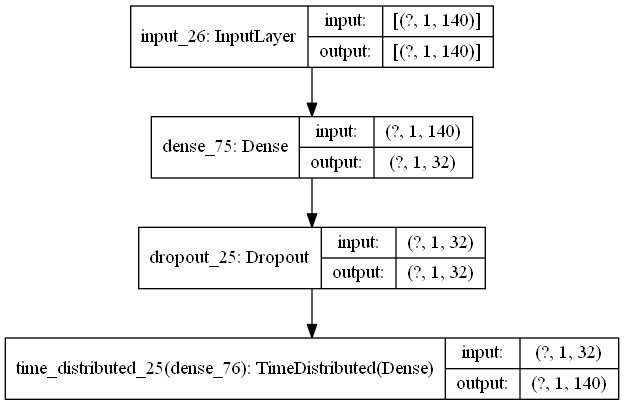 input_26: InputLayer
input:
[(?, 1, 140)]
output:
[(?, 1, 140)]
dense_75: Dense
input:
(?, 1, 140)
output:
(?, 1, 32)
dropout_25: Dropout
input:
(?, 1, 32)
output:
(?, 1, 32)
time_distributed_25(dense_76): TimeDistributed(Dense)
input:
(?, 1, 32)
output:
(?, 1, 140)